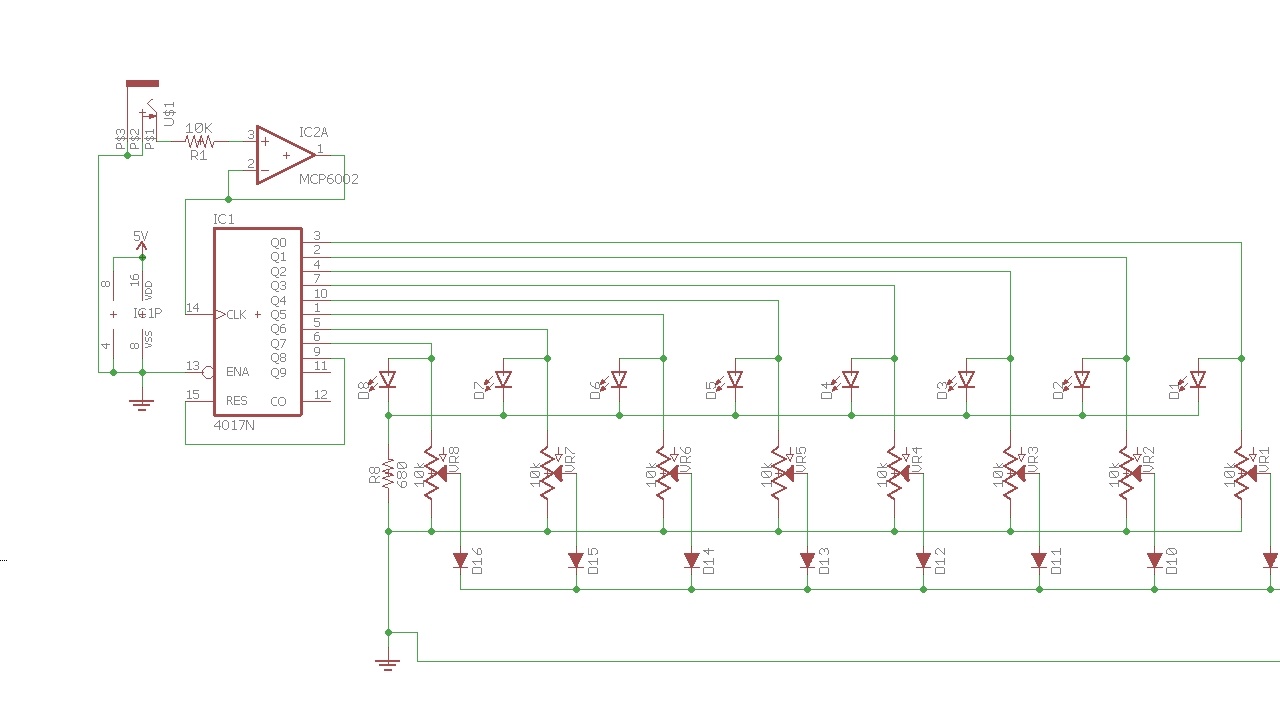 U$1
P$3
P$2
P$1
10K
R1
3
2
1
IC2A
MCP6002
IC1
5V
8
16
VDD
IC1P
4
8
VSS
14
CLK
13
ENA
15
RES
Q0 3
Q1 2
Q2 4
Q3 7
Q4 10
Q5 1
Q6 5
Q7 6
Q8 9
Q9 11
CO 12
4017N
D8
D7
D6
D5
D4
D3
D2
D1
R8
680
10k
VR8
10k
VR7
10k
VR6
10k
VR5
10k
VR4
10k
VR3
10k
VR2
10k
VR1
D16
D15
D14
D13
D12
D11
D10